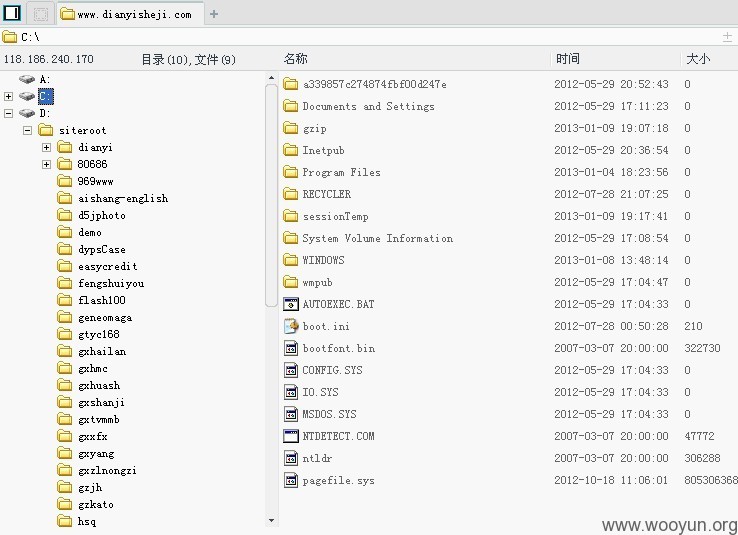 www.dianyisheji.com
C:\
118.186.240.170 目录(10),文件(9) 名称 时间 大小
A:
C:
D:
siteroot
dianyi
80686
969www
aishang-english
d5jphoto
demo
dypsCase
easycredit
fengshuiyou
flash100
geneomaga
gtyc168
gxhailan
gxhmc
gxhuash
gxshanji
gxtvmmb
gxxfx
gxyang
gxzlnongzi
gzjh
gzkato
hsq
a339857c274874fbf00d247e 2012-05-29 20:52:43 0
Documents and Settings 2012-05-29 17:11:23 0
gzip 2013-01-09 19:07:18 0
Inetpub 2012-05-29 20:36:54 0
Program Files 2013-01-04 18:23:56 0
RECYCLER 2012-07-28 21:07:25 0
sessionTemp 2013-01-09 19:17:41 0
System Volume Information 2012-05-29 17:08:54 0
WINDOWS 2013-01-08 13:48:14 0
wmpub 2012-05-29 17:04:47 0
AUTOEXEC.BAT 2012-05-29 17:04:33 0
boot.ini 2012-07-28 00:50:28 210
bootfont.bin 2007-03-07 20:00:00 322730
CONFIG.SYS 2012-05-29 17:04:33 0
IO.SYS 2012-05-29 17:04:33 0
MSDOS.SYS 2012-05-29 17:04:33 0
NTDETECT.COM 2007-03-07 20:00:00 47772
ntldr 2007-03-07 20:00:00 306288
pagefile.sys 2012-10-18 11:06:01 805306368
www.wooyun.org